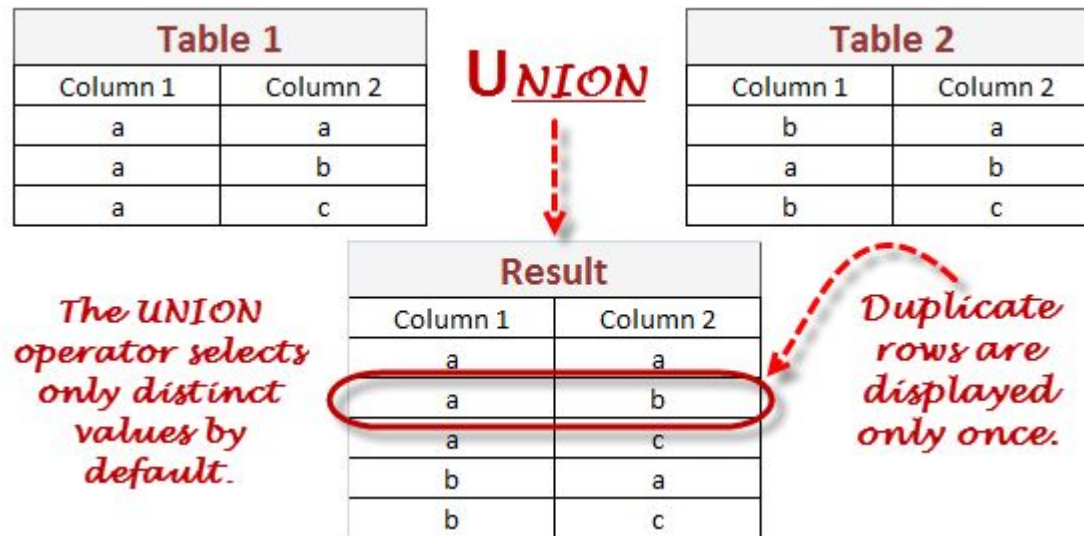 Table 1
Column 1 Column 2
a a
a b
a c
UNION
Table 2
Column 1 Column 2
b a
a b
b c
The UNION
operator selects
only distinct
values by
default.
Result
Column 1 Column 2
a a
a b
a c
b a
b c
Duplicate
rows are
displayed
only once.